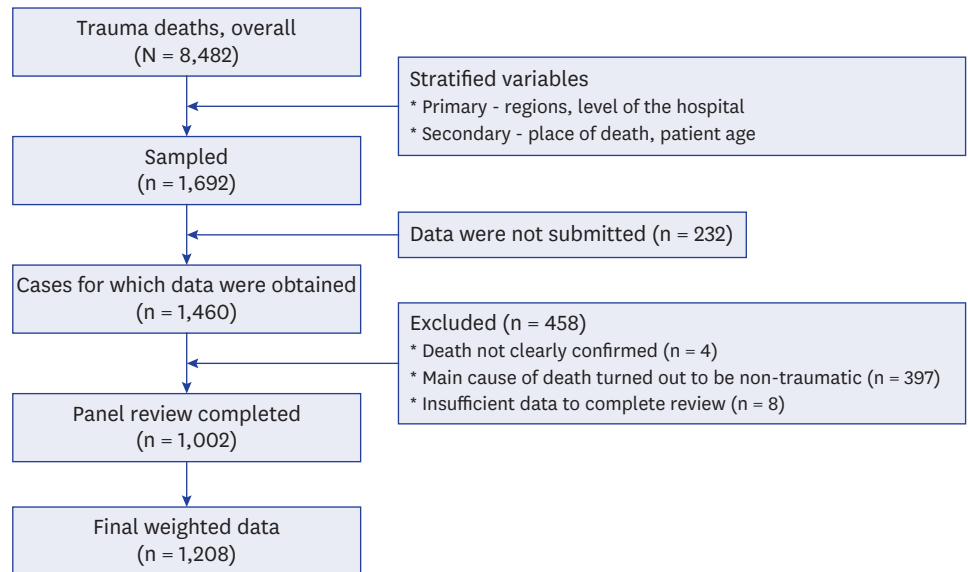 Trauma deaths, overall
(N = 8,482)
Stratified variables
* Primary - regions, level of the hospital
* Secondary - place of death, patient age
Sampled
(n = 1,692)
Data were not submitted (n = 232)
Cases for which data were obtained
(n = 1,460)
Excluded (n = 458)
* Death not clearly confirmed (n = 4)
* Main cause of death turned out to be non-traumatic (n = 397)
* Insufficient data to complete review (n = 8)
Panel review completed
(n = 1,002)
Final weighted data
(n = 1,208)